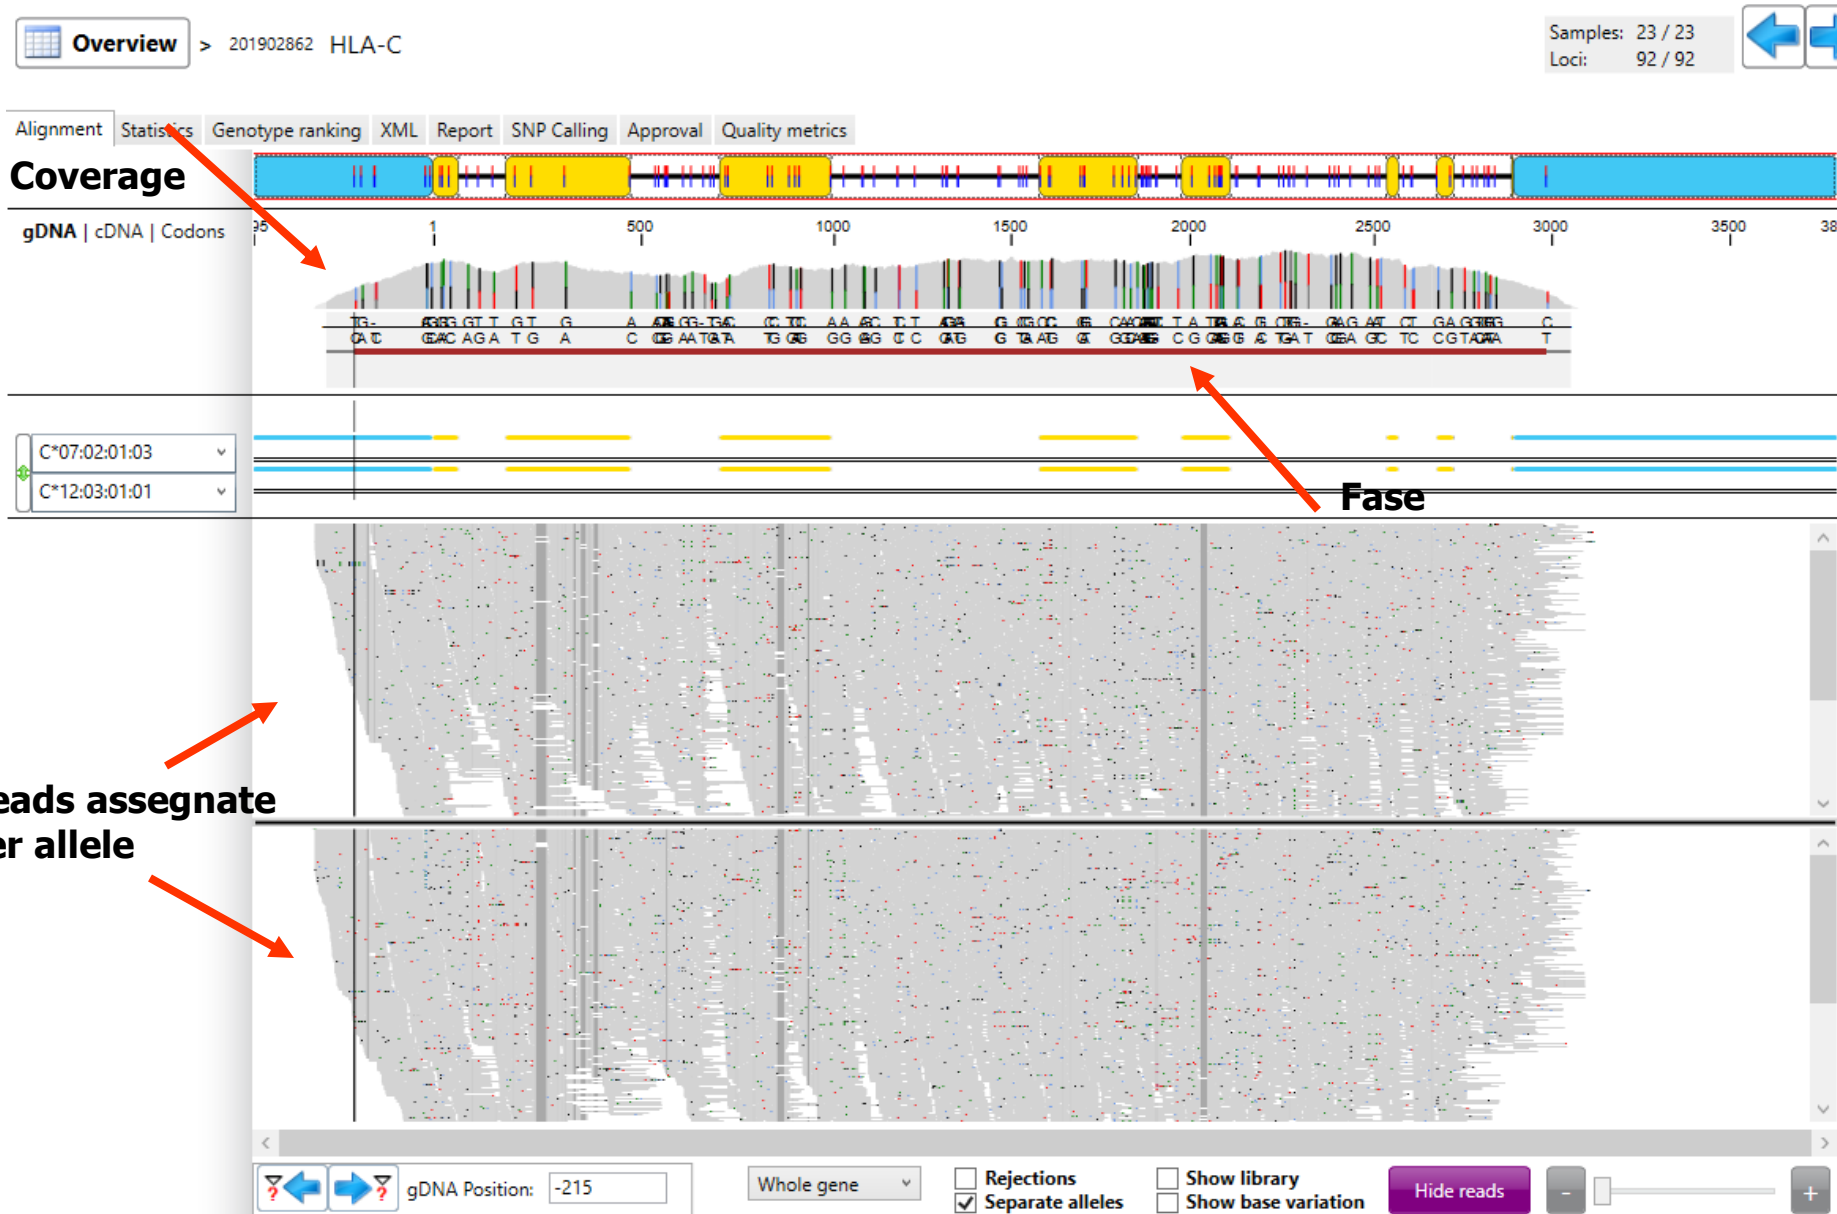 Overview > 201902862 HLA-C
Samples: 23 / 23
Loci: 92 / 92
Alignment Statistics Genotype ranking XML Report SNP Calling Approval Quality metrics
Coverage
gDNA | cDNA | Codons
95 1 500 1000 1500 2000 2500 3000 3500 38
C*07:02:01:03
C*12:03:01:01
Fase
eads assegnate
er allele
gDNA Position: -215
Whole gene
Rejections
Separate alleles
Show library
Show base variation
Hide reads
- +